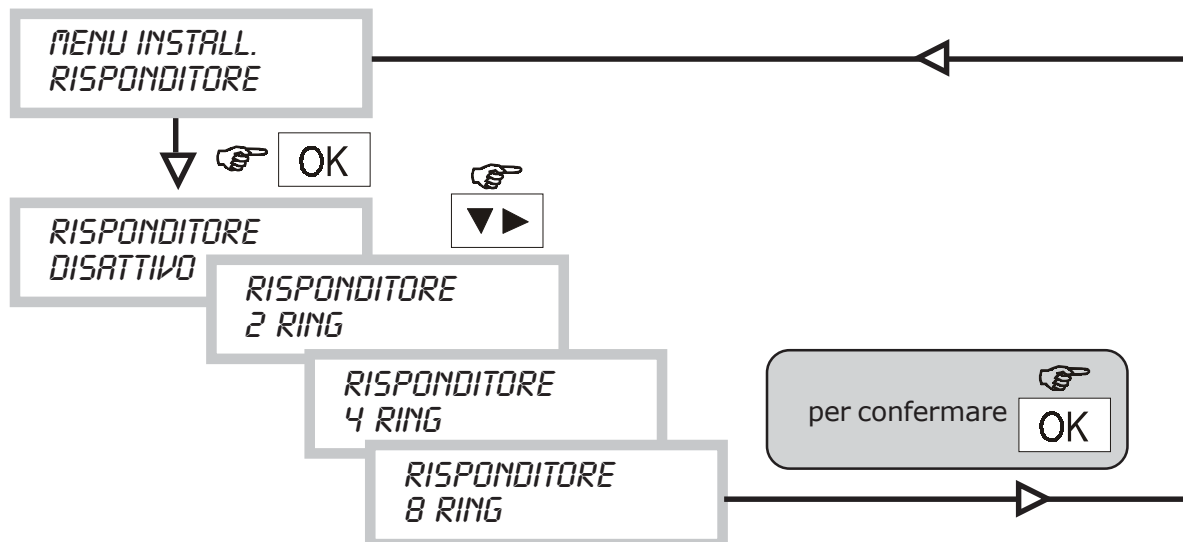 MENU INSTALL.
RISPONDITORE
OK
RISPONDITORE
DISATTIVO
RISPONDITORE
2 RING
RISPONDITORE
4 RING
per confermare
OK
RISPONDITORE
8 RING